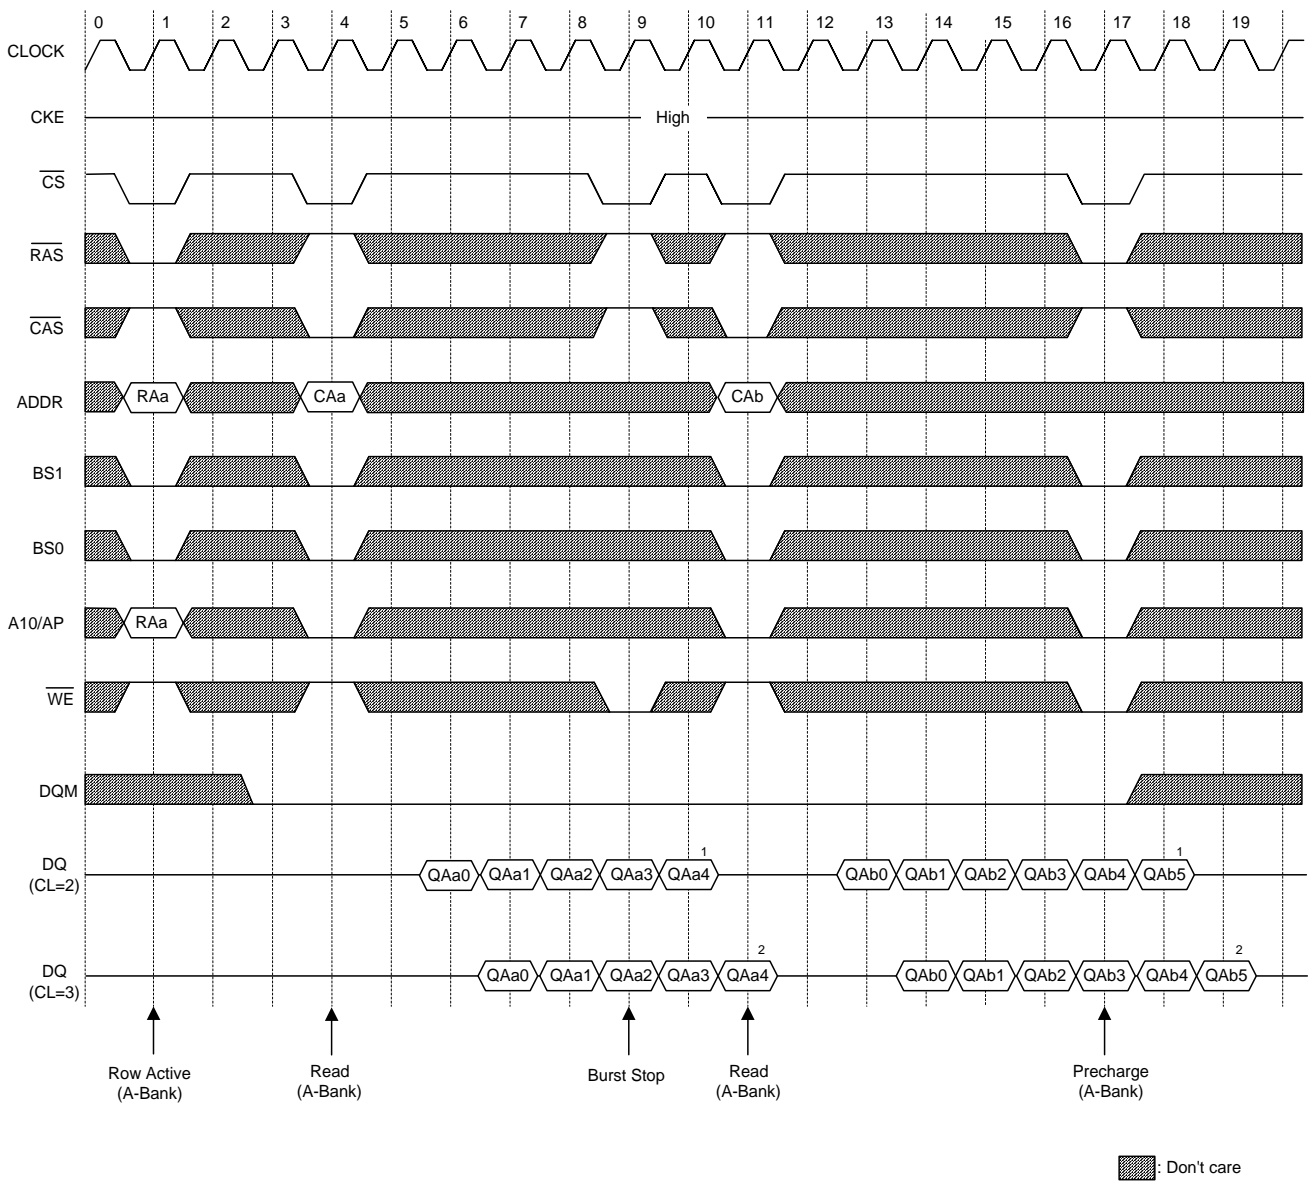 0 1 2 3 4 5 6 7 8 9 10 11 12 13 14 15 16 17 18 19
CLOCK
CKE High
CS
RAS
CAS
ADDR RAa CAa CAb
BS1
BS0
A10/AP RAa
WE
DQM
1 1
DQ
(CL=2) QAa0 QAa1 QAa2 QAa3 QAa4 QAb0 QAb1 QAb2 QAb3 QAb4 QAb5
2 2
DQ
(CL=3) QAa0 QAa1 QAa2 QAa3 QAa4 QAb0 QAb1 QAb2 QAb3 QAb4 QAb5
Row Active
(A-Bank)
Read
(A-Bank)
Burst Stop
Read
(A-Bank)
Precharge
(A-Bank)
: Don't care